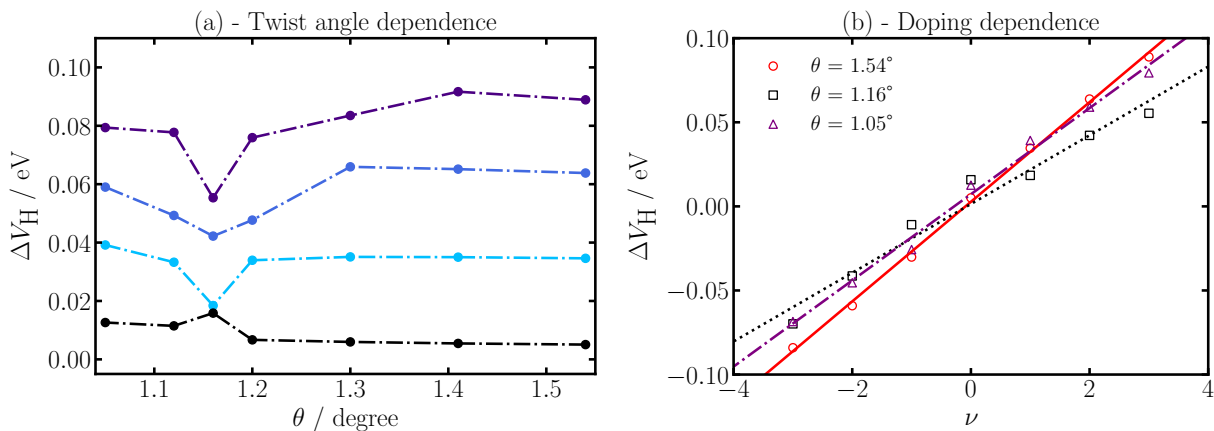 (a) - Twist angle dependence
ΔV_H / eV
0.10
0.08
0.06
0.04
0.02
0.00
1.1 1.2 1.3 1.4 1.5
θ / degree
(b) - Doping dependence
ΔV_H / eV
0.10
0.05
0.00
−0.05
−0.10
θ = 1.54°
θ = 1.16°
θ = 1.05°
−4 −2 0 2 4
ν